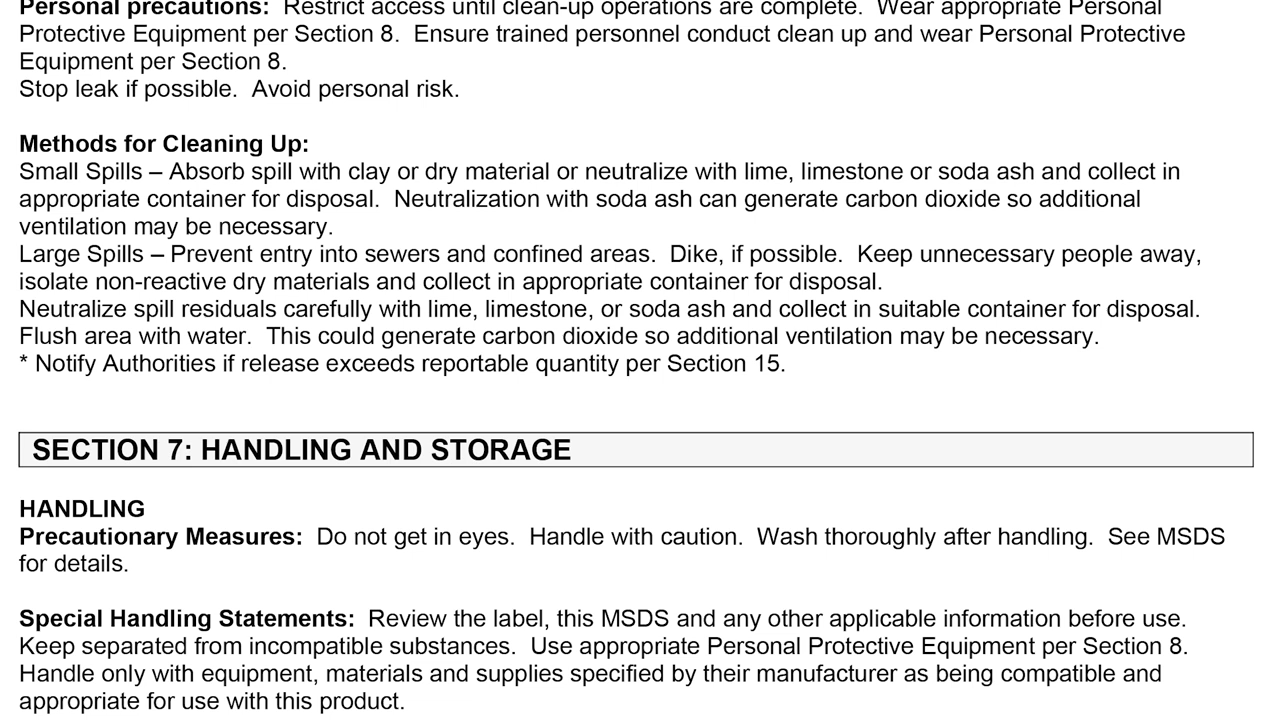 Personal precautions: Restrict access until clean-up operations are complete. Wear appropriate Personal
Protective Equipment per Section 8. Ensure trained personnel conduct clean up and wear Personal Protective
Equipment per Section 8.
Stop leak if possible. Avoid personal risk.
Methods for Cleaning Up:
Small Spills – Absorb spill with clay or dry material or neutralize with lime, limestone or soda ash and collect in
appropriate container for disposal. Neutralization with soda ash can generate carbon dioxide so additional
ventilation may be necessary.
Large Spills – Prevent entry into sewers and confined areas. Dike, if possible. Keep unnecessary people away,
isolate non-reactive dry materials and collect in appropriate container for disposal.
Neutralize spill residuals carefully with lime, limestone, or soda ash and collect in suitable container for disposal.
Flush area with water. This could generate carbon dioxide so additional ventilation may be necessary.
* Notify Authorities if release exceeds reportable quantity per Section 15.
SECTION 7: HANDLING AND STORAGE
HANDLING
Precautionary Measures: Do not get in eyes. Handle with caution. Wash thoroughly after handling. See MSDS
for details.
Special Handling Statements: Review the label, this MSDS and any other applicable information before use.
Keep separated from incompatible substances. Use appropriate Personal Protective Equipment per Section 8.
Handle only with equipment, materials and supplies specified by their manufacturer as being compatible and
appropriate for use with this product.